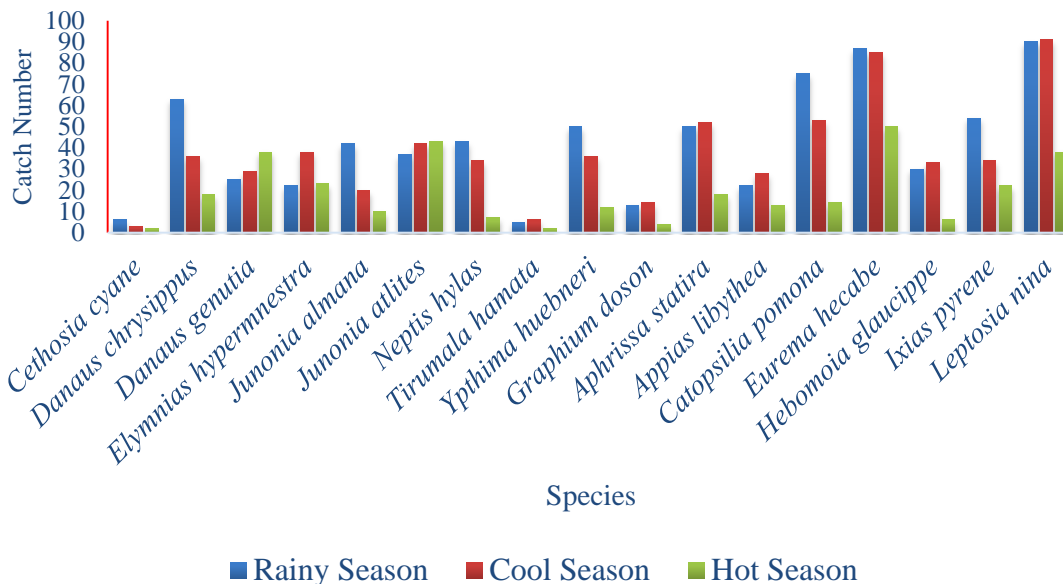 Catch Number
100
90
80
70
60
50
40
30
20
10
0
Cethosia cyane
Danaus chrysippus
Danaus genutia
Elymnias hypermnestra
Junonia almana
Junonia atlites
Neptis hylas
Tirumala hamata
Ypthima huebneri
Graphium doson
Aphrissa statira
Appias libythea
Catopsilia pomona
Eurema hecabe
Hebomoia glaucippe
Ixias pyrene
Leptosia nina
Species
Rainy Season Cool Season Hot Season